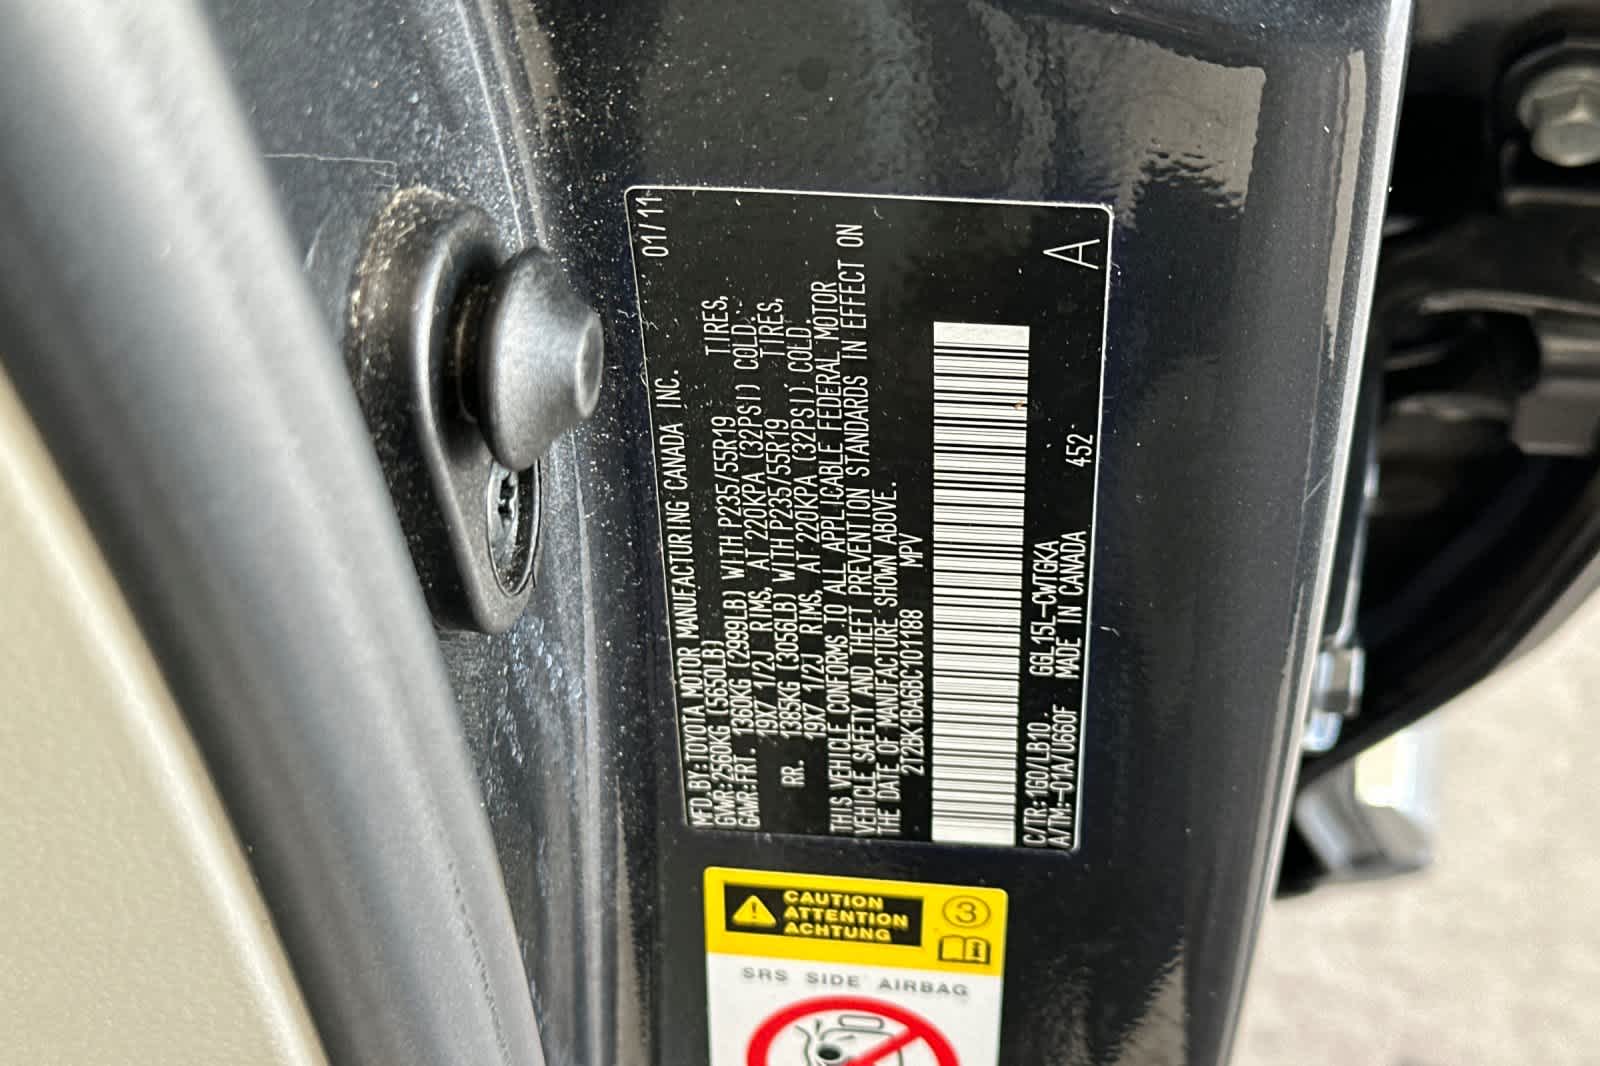 01/11
MFD.BY:TOYOTA MOTOR MANUFACTURING CANADA INC.
GVWR:2560KG (5650LB)
GAWR:FRT. 1360KG (2999LB) WITH P235/55R19 TIRES,
19X7 1/2J RIMS, AT 220KPA (32PSI) COLD.
RR. 1385KG (3056LB) WITH P235/55R19 TIRES,
19X7 1/2J RIMS, AT 220KPA (32PSI) COLD.
THIS VEHICLE CONFORMS TO ALL APPLICABLE FEDERAL MOTOR
VEHICLE SAFETY AND THEFT PREVENTION STANDARDS IN EFFECT ON
THE DATE OF MANUFACTURE SHOWN ABOVE.
2T2BK1BA6BC101188 MPV
C/TR:1G0/LB10. GGL15L-CWTGKA
A/TM:-01A/U660F MADE IN CANADA 452
A
CAUTION
ATTENTION
ACHTUNG
3
i
SRS SIDE AIRBAG